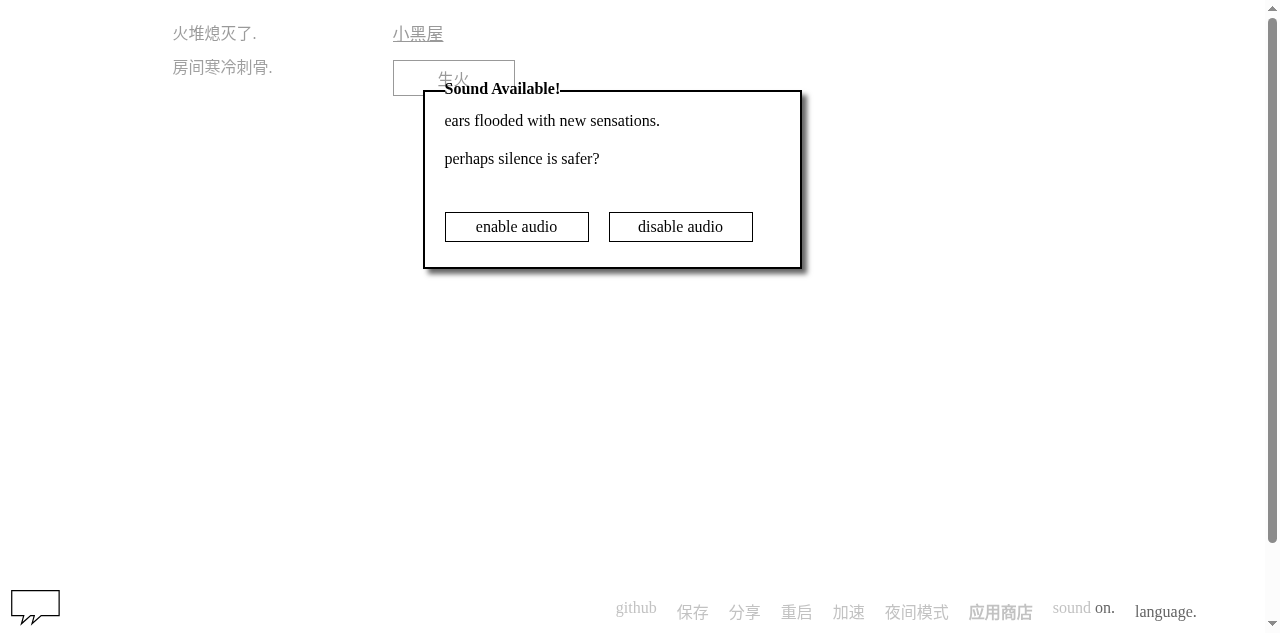 火堆熄灭了.
房间寒冷刺骨.
小黑屋
生火
Sound Available!
ears flooded with new sensations.
perhaps silence is safer?
enable audio
disable audio
github 保存 分享 重启 加速 夜间模式 应用商店 sound on. language.